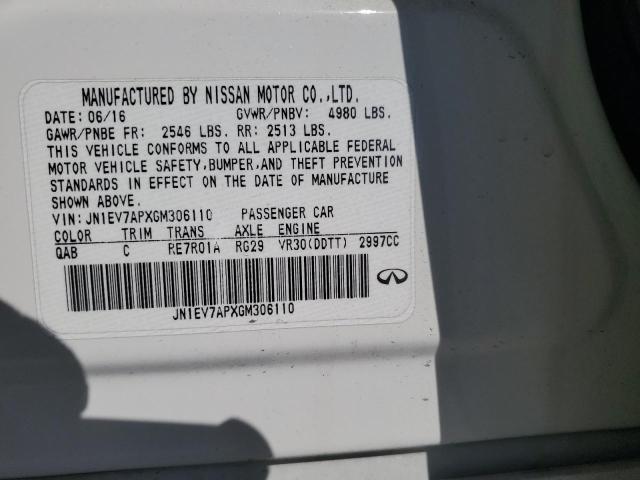 MANUFACTURED BY NISSAN MOTOR CO.,LTD.
DATE: 06/16 GVWR/PNBV: 4980 LBS.
GAWR/PNBE FR: 2546 LBS. RR: 2513 LBS.
THIS VEHICLE CONFORMS TO ALL APPLICABLE FEDERAL
MOTOR VEHICLE SAFETY,BUMPER,AND THEFT PREVENTION
STANDARDS IN EFFECT ON THE DATE OF MANUFACTURE
SHOWN ABOVE.
VIN: JN1EV7APXGM306110 PASSENGER CAR
COLOR TRIM TRANS AXLE ENGINE
QAB C RE7R01A RG29 VR30(DDTT) 2997CC
JN1EV7APXGM306110